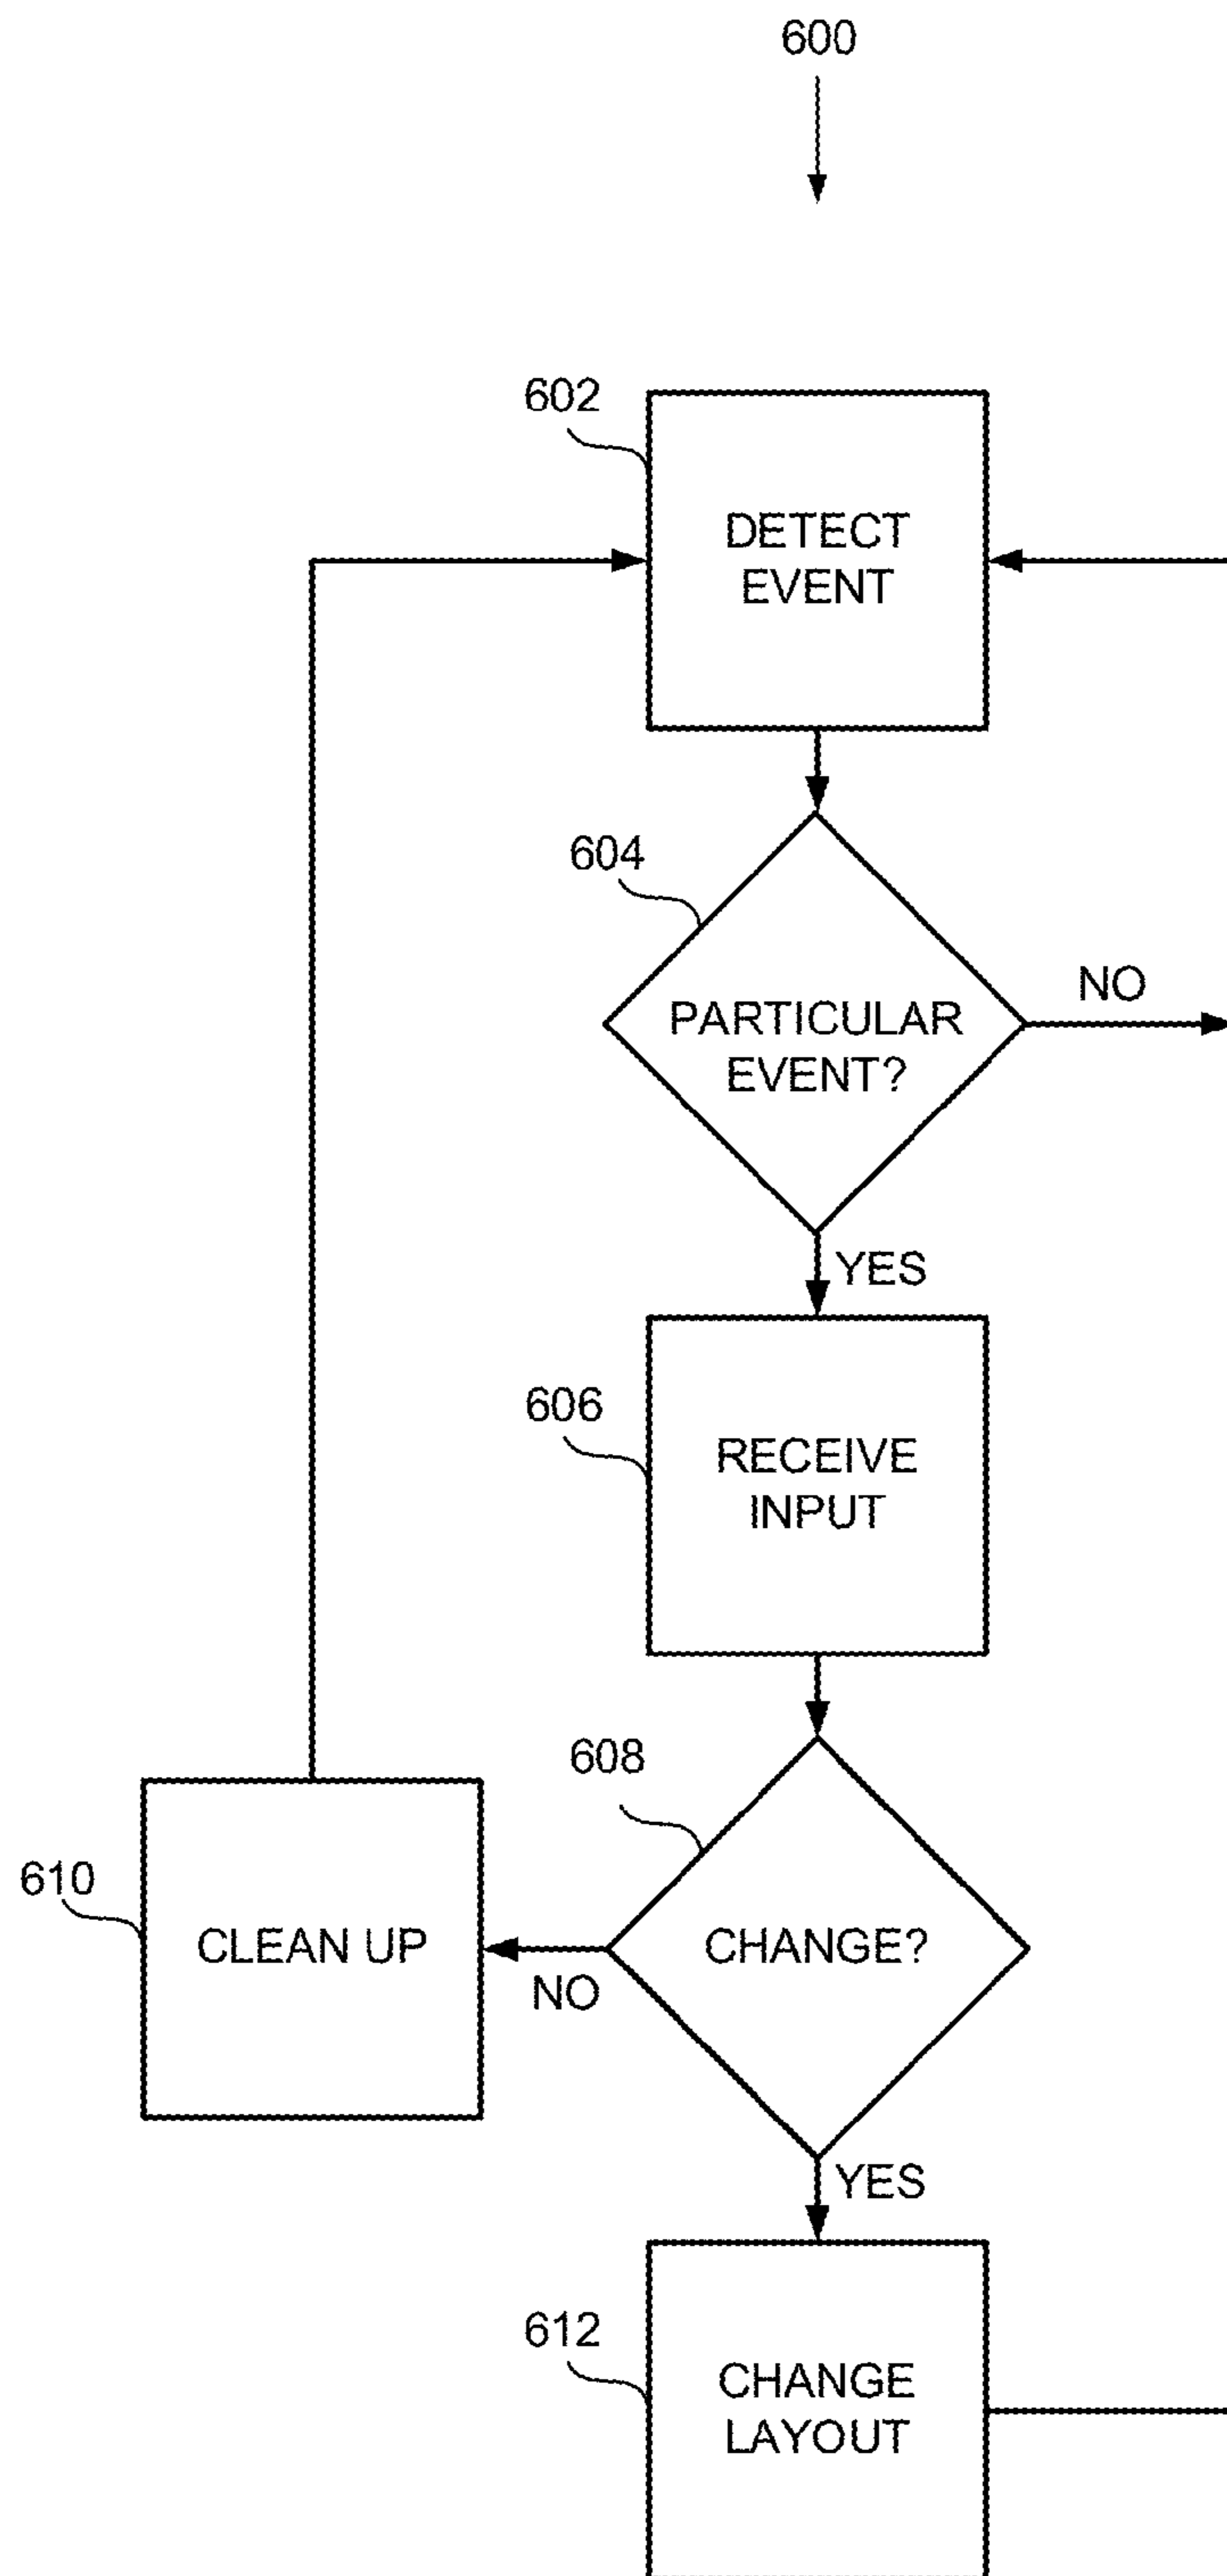 600
602
DETECT
EVENT
604
PARTICULAR
EVENT?
NO
YES
606
RECEIVE
INPUT
608
CHANGE?
NO
610
CLEAN UP
YES
612
CHANGE
LAYOUT